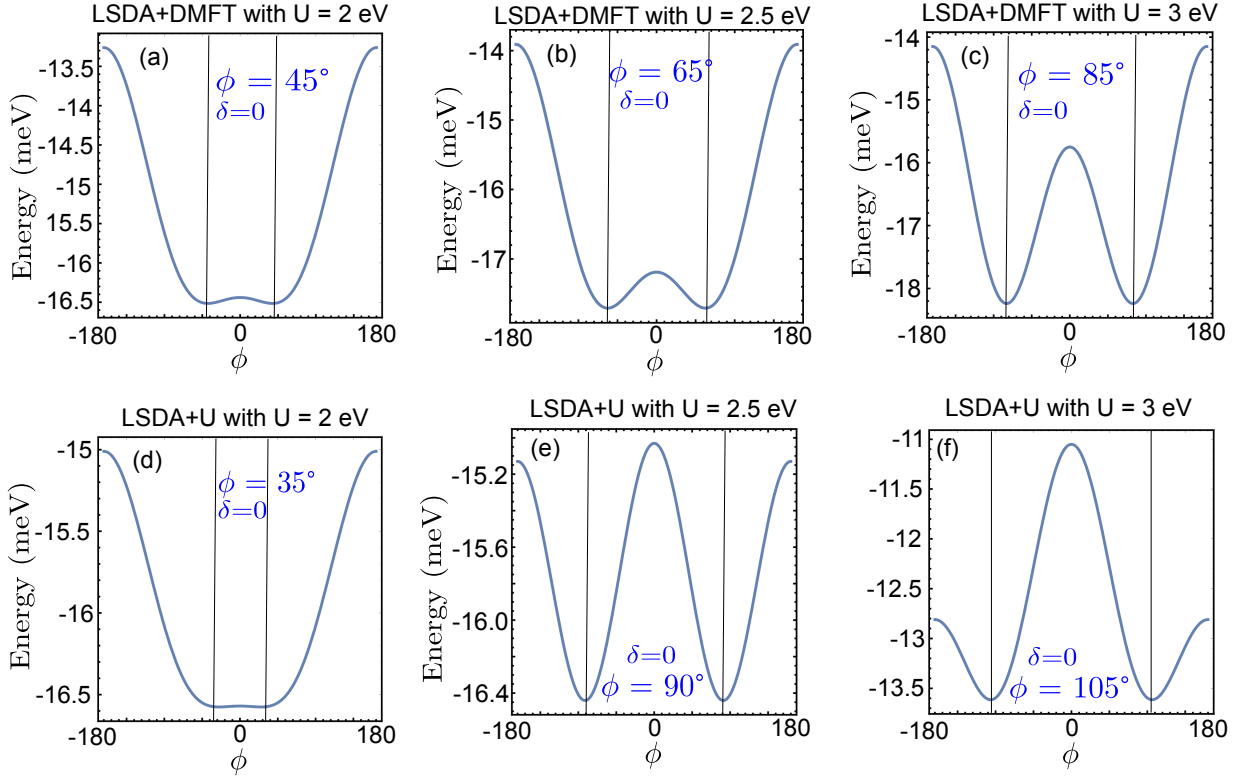 LSDA+DMFT with U = 2 eV
(a)
ϕ = 45°
δ=0
Energy (meV)
-13.5
-14
-14.5
-15
15.5
-16
-16.5
-180
0
180
ϕ
LSDA+DMFT with U = 2.5 eV
(b)
ϕ = 65°
δ=0
Energy (meV)
-14
-15
-16
-17
-180
0
180
ϕ
LSDA+DMFT with U = 3 eV
(c)
ϕ = 85°
δ=0
Energy (meV)
-14
-15
-16
-17
-18
-180
0
180
ϕ
LSDA+U with U = 2 eV
(d)
ϕ = 35°
δ=0
Energy (meV)
-15
-15.5
-16
-16.5
-180
0
180
ϕ
LSDA+U with U = 2.5 eV
(e)
δ=0
ϕ = 90°
Energy (meV)
-15.2
-15.6
-16.0
-16.4
-180
0
180
ϕ
LSDA+U with U = 3 eV
(f)
δ=0
ϕ = 105°
Energy (meV)
-11
-11.5
-12
-12.5
-13
-13.5
-180
0
180
ϕ